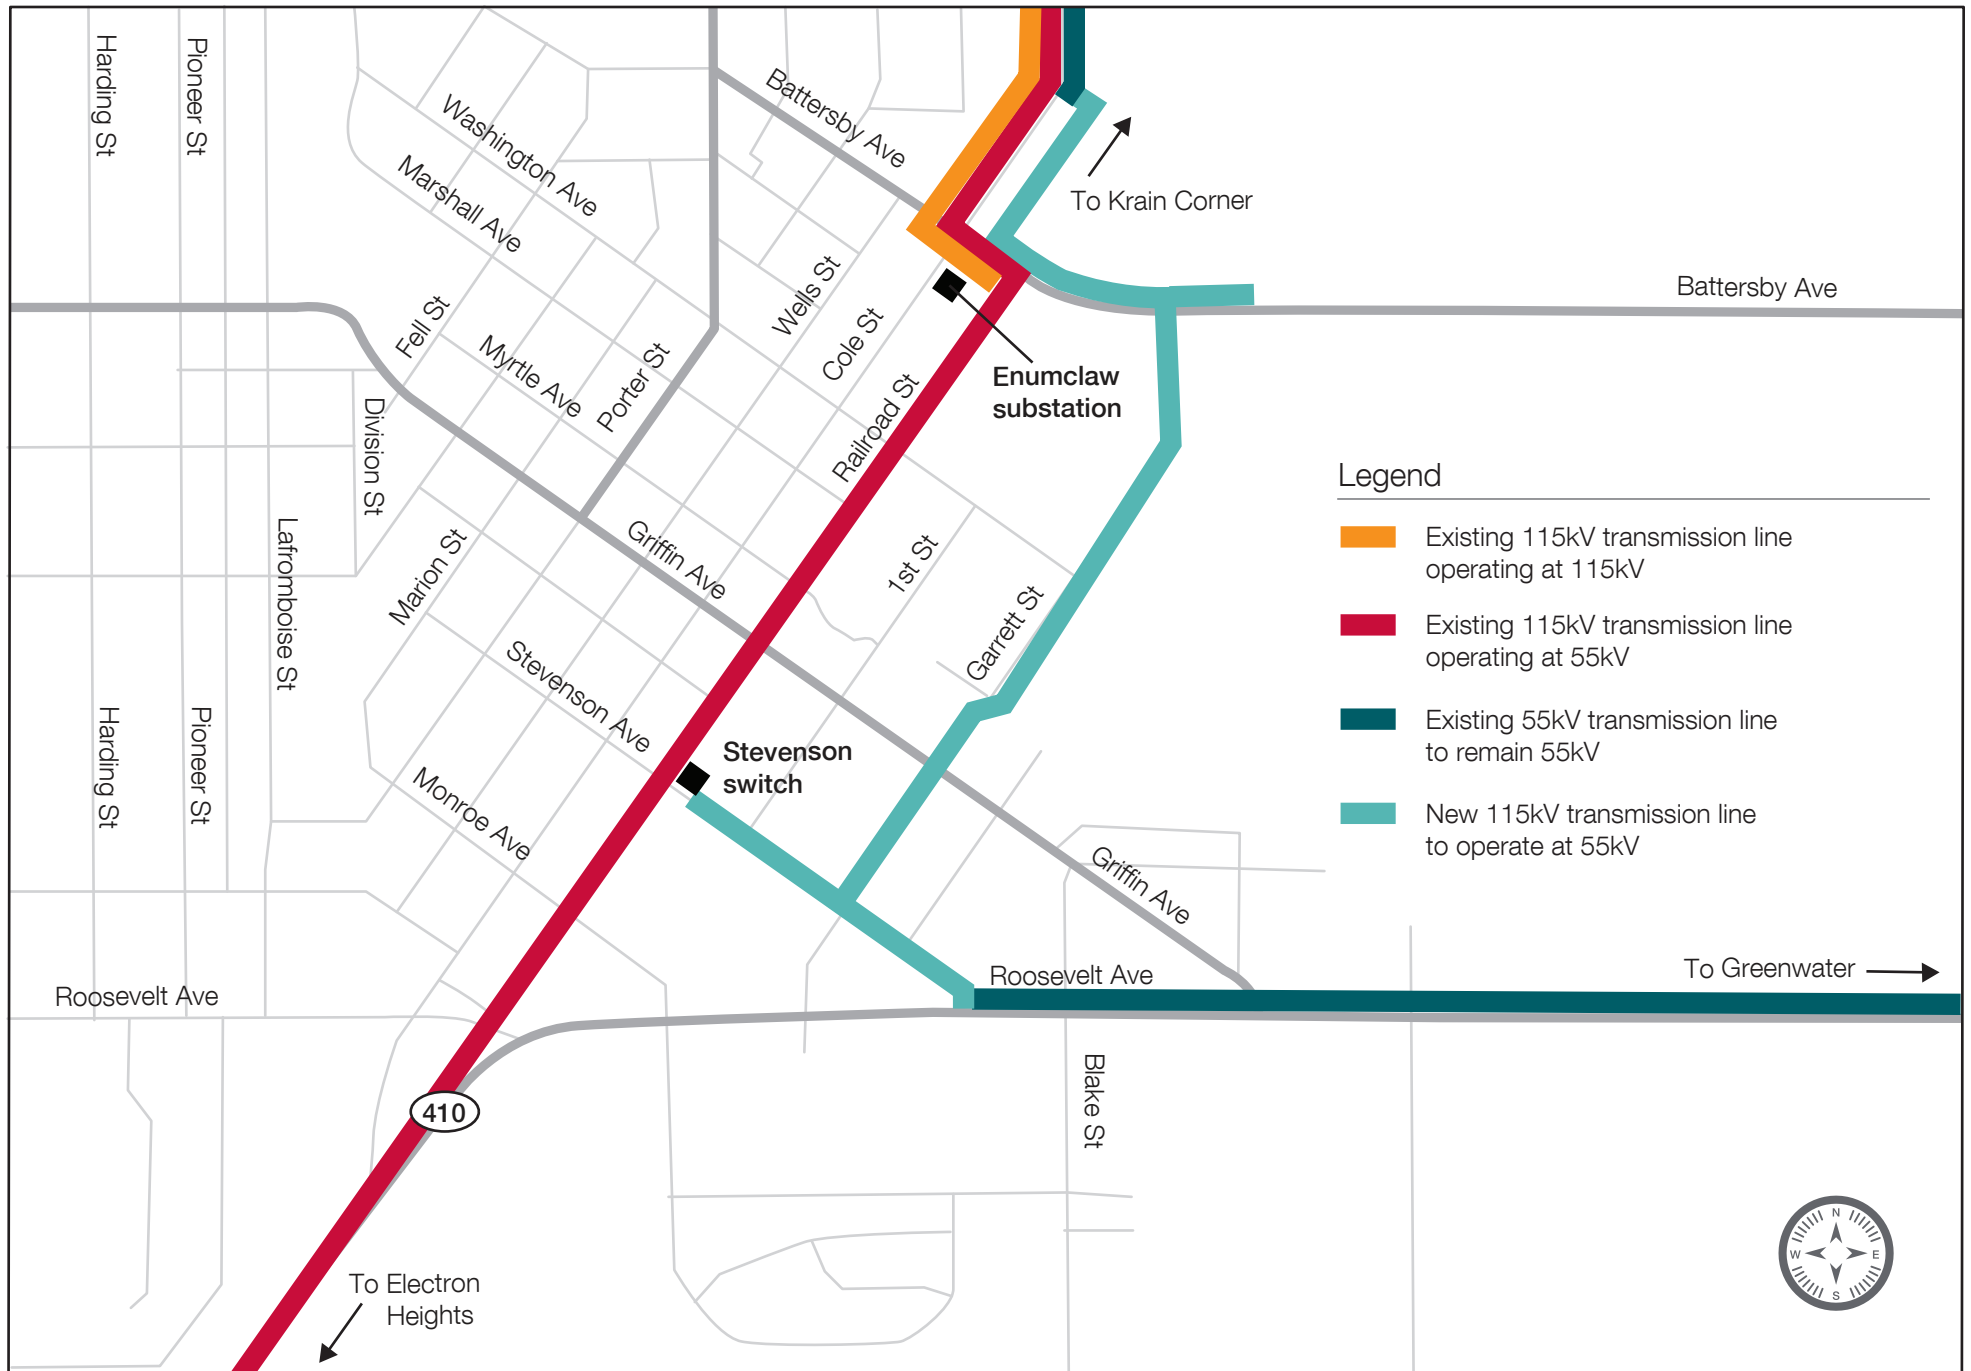 Harding St
Pioneer St
Washington Ave
Marshall Ave
Battersby Ave
To Krain Corner
Battersby Ave
Fell St
Myrtle Ave
Porter St
Wells St
Cole St
Railroad St
Enumclaw
substation
Division St
Lafromboise St
Marion St
Griffin Ave
1st St
Garrett St
Stevenson Ave
Stevenson
switch
Monroe Ave
Harding St
Pioneer St
Legend
Existing 115kV transmission line
operating at 115kV
Existing 115kV transmission line
operating at 55kV
Existing 55kV transmission line
to remain 55kV
New 115kV transmission line
to operate at 55kV
Griffin Ave
Roosevelt Ave
Roosevelt Ave
To Greenwater
Blake St
410
To Electron
Heights
N
W
E
S